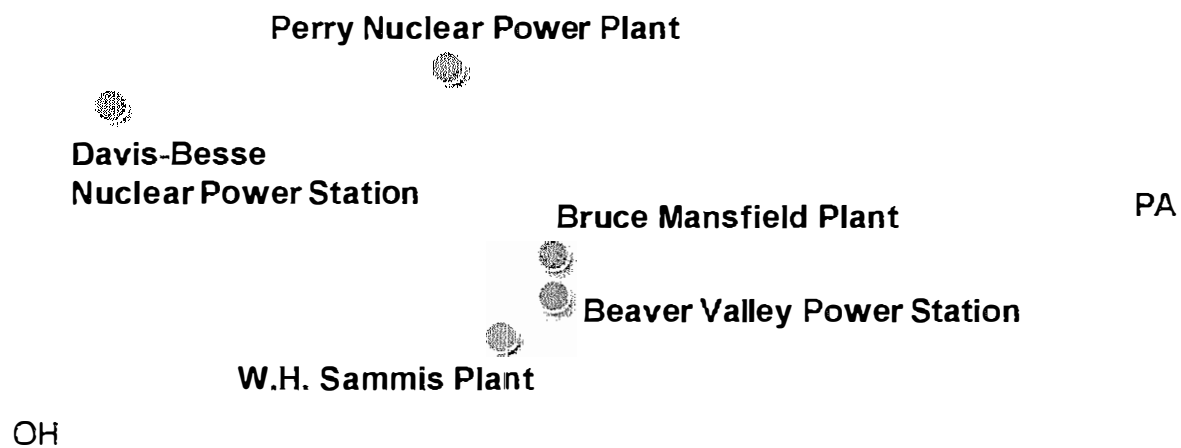 Perry Nuclear Power Plant
Davis-Besse
Nuclear Power Station
PA
Bruce Mansfield Plant
Beaver Valley Power Station
W.H. Sammis Plant
OH